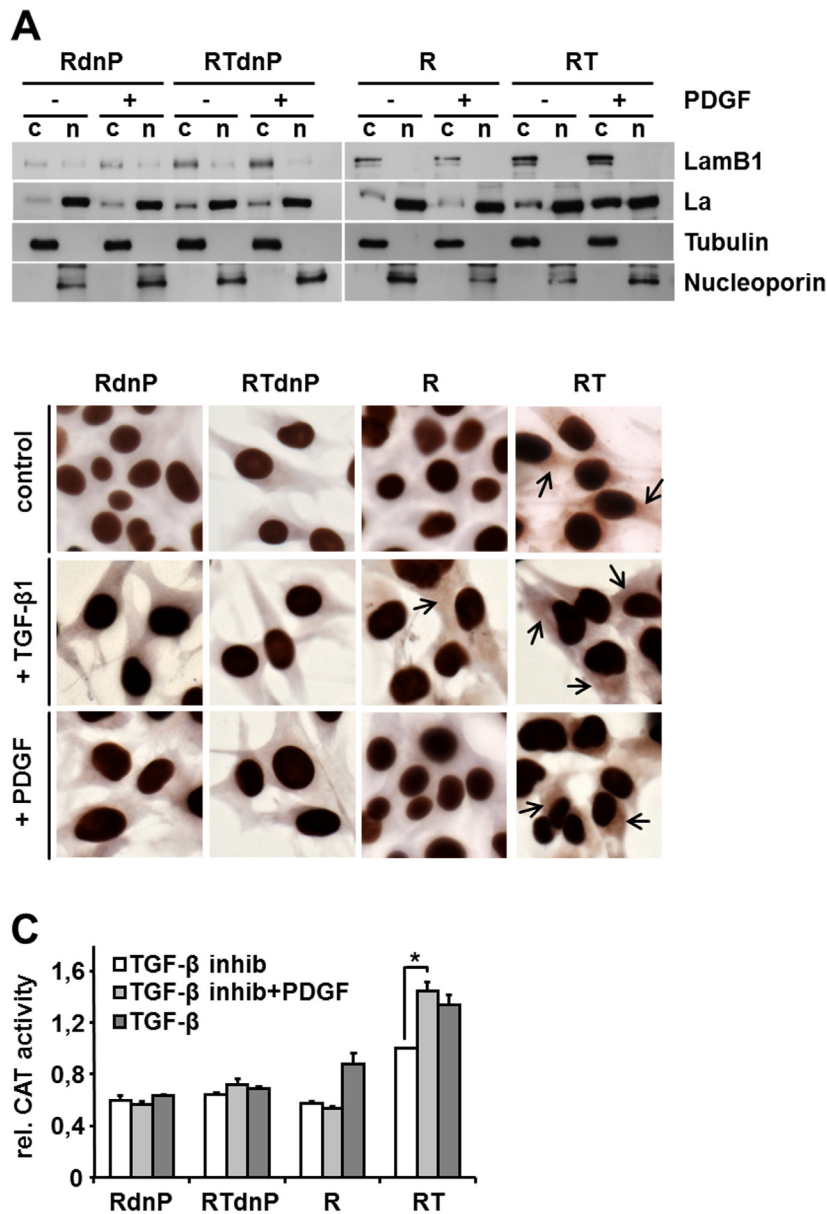 A
RdnP RTdnP R RT
- + - + - + - + PDGF
c n c n c n c n c n c n c n c n
LamB1
La
Tubulin
Nucleoporin
RdnP RTdnP R RT
control
+ TGF-β1
+ PDGF
C
rel. CAT activity
1,6
1,2
0,8
0,4
0
TGF-β inhib
TGF-β inhib+PDGF
TGF-β
*
RdnP RTdnP R RT